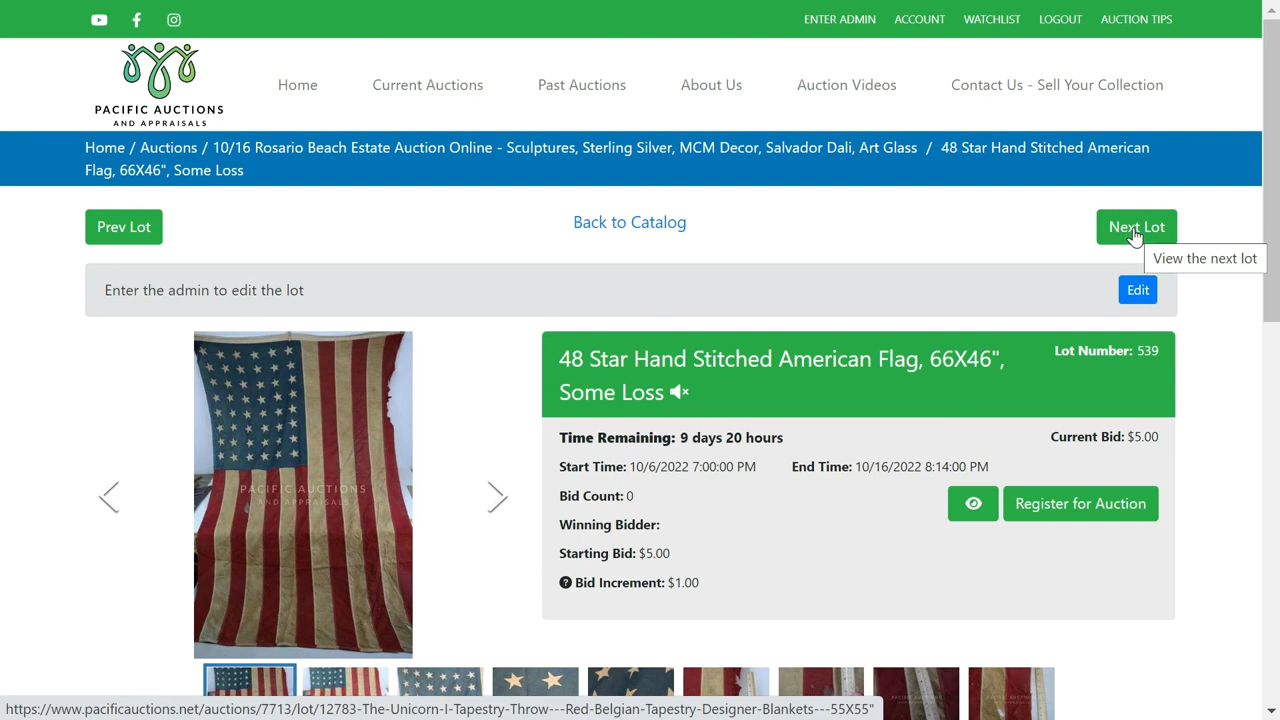 ENTER ADMIN ACCOUNT WATCHLIST LOGOUT AUCTION TIPS
PACIFIC AUCTIONS
AND APPRAISALS
Home Current Auctions Past Auctions About Us Auction Videos Contact Us - Sell Your Collection
Home / Auctions / 10/16 Rosario Beach Estate Auction Online - Sculptures, Sterling Silver, MCM Decor, Salvador Dali, Art Glass / 48 Star Hand Stitched American
Flag, 66X46", Some Loss
Prev Lot Back to Catalog Next Lot
View the next lot
Enter the admin to edit the lot Edit
48 Star Hand Stitched American Flag, 66X46", Lot Number: 539
Some Loss
Time Remaining: 9 days 20 hours Current Bid: $5.00
Start Time: 10/6/2022 7:00:00 PM End Time: 10/16/2022 8:14:00 PM
PACIFIC AUCTIONS
AND APPRAISALS
Bid Count: 0 Register for Auction
Winning Bidder:
Starting Bid: $5.00
Bid Increment: $1.00
https://www.pacificauctions.net/auctions/7713/lot/12783-The-Unicorn-I-Tapestry-Throw---Red-Belgian-Tapestry-Designer-Blankets---55X55"